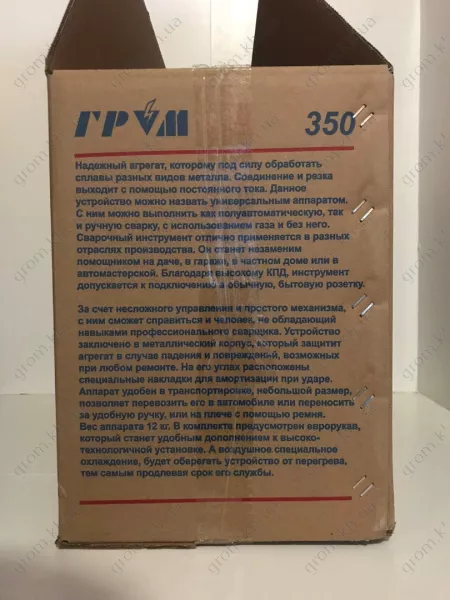 ГРОМ 350
Надежный агрегат, которому под силу обработать
сплавы разных видов металла. Соединение и резка
выходит с помощью постоянного тока. Данное
устройство можно назвать универсальным аппаратом.
С ним можно выполнить как полуавтоматическую, так
и ручную сварку, с использованием газа и без него.
Сварочный инструмент отлично применяется в разных
отраслях производства. Он станет незаменим
помощником на даче, в гараже, в частном доме или в
автомастерской. Благодаря высокому КПД, инструмент
допускается к подключению в обычную, бытовую розетку.
За счет несложного управления и простого механизма,
с ним сможет справиться и человек, не обладающий
навыками профессионального сварщика. Устройство
заключено в металлический корпус, который защитит
агрегат в случае падения и повреждений, возможных
при любом ремонте. На его углах расположены
специальные накладки для амортизации при ударе.
Аппарат удобен в транспортировке, небольшой размер,
позволяет перевозить его в автомобиле или переносить
за удобную ручку, или на плече с помощью ремня.
Вес аппарата 12 кг. В комплекте предусмотрен еврорукав,
который станет удобным дополнением к высоко-
технологичной установке. А воздушное специальное
охлаждение, будет оберегать устройство от перегрева,
тем самым продлевая срок его службы.